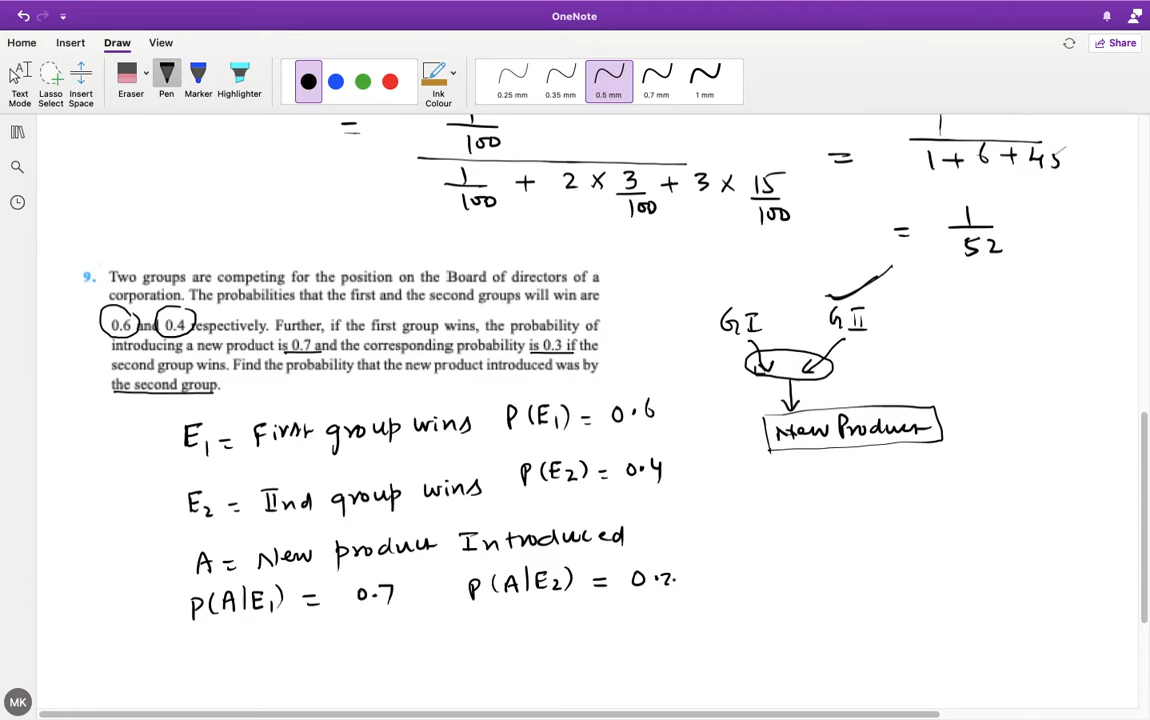 OneNote
Home Insert Draw View
Share
Text Mode Lasso Select Insert Space Eraser Pen Marker Highlighter Ink Colour 0.25 mm 0.35 mm 0.5 mm 0.7 mm 1 mm
= 1/100 / (1/100 + 2 × 3/100 + 3 × 15/100) = 1/(1 + 6 + 45)
= 1/52
9. Two groups are competing for the position on the Board of directors of a
corporation. The probabilities that the first and the second groups will win are
0.6 and 0.4 respectively. Further, if the first group wins, the probability of
introducing a new product is 0.7 and the corresponding probability is 0.3 if the
second group wins. Find the probability that the new product introduced was by
the second group.
GI GII
New Product
E₁ = First group wins P(E₁) = 0.6
E₂ = IInd group wins P(E₂) = 0.4
A = New product Introduced
P(A|E₁) = 0.7 P(A|E₂) = 0.
MK